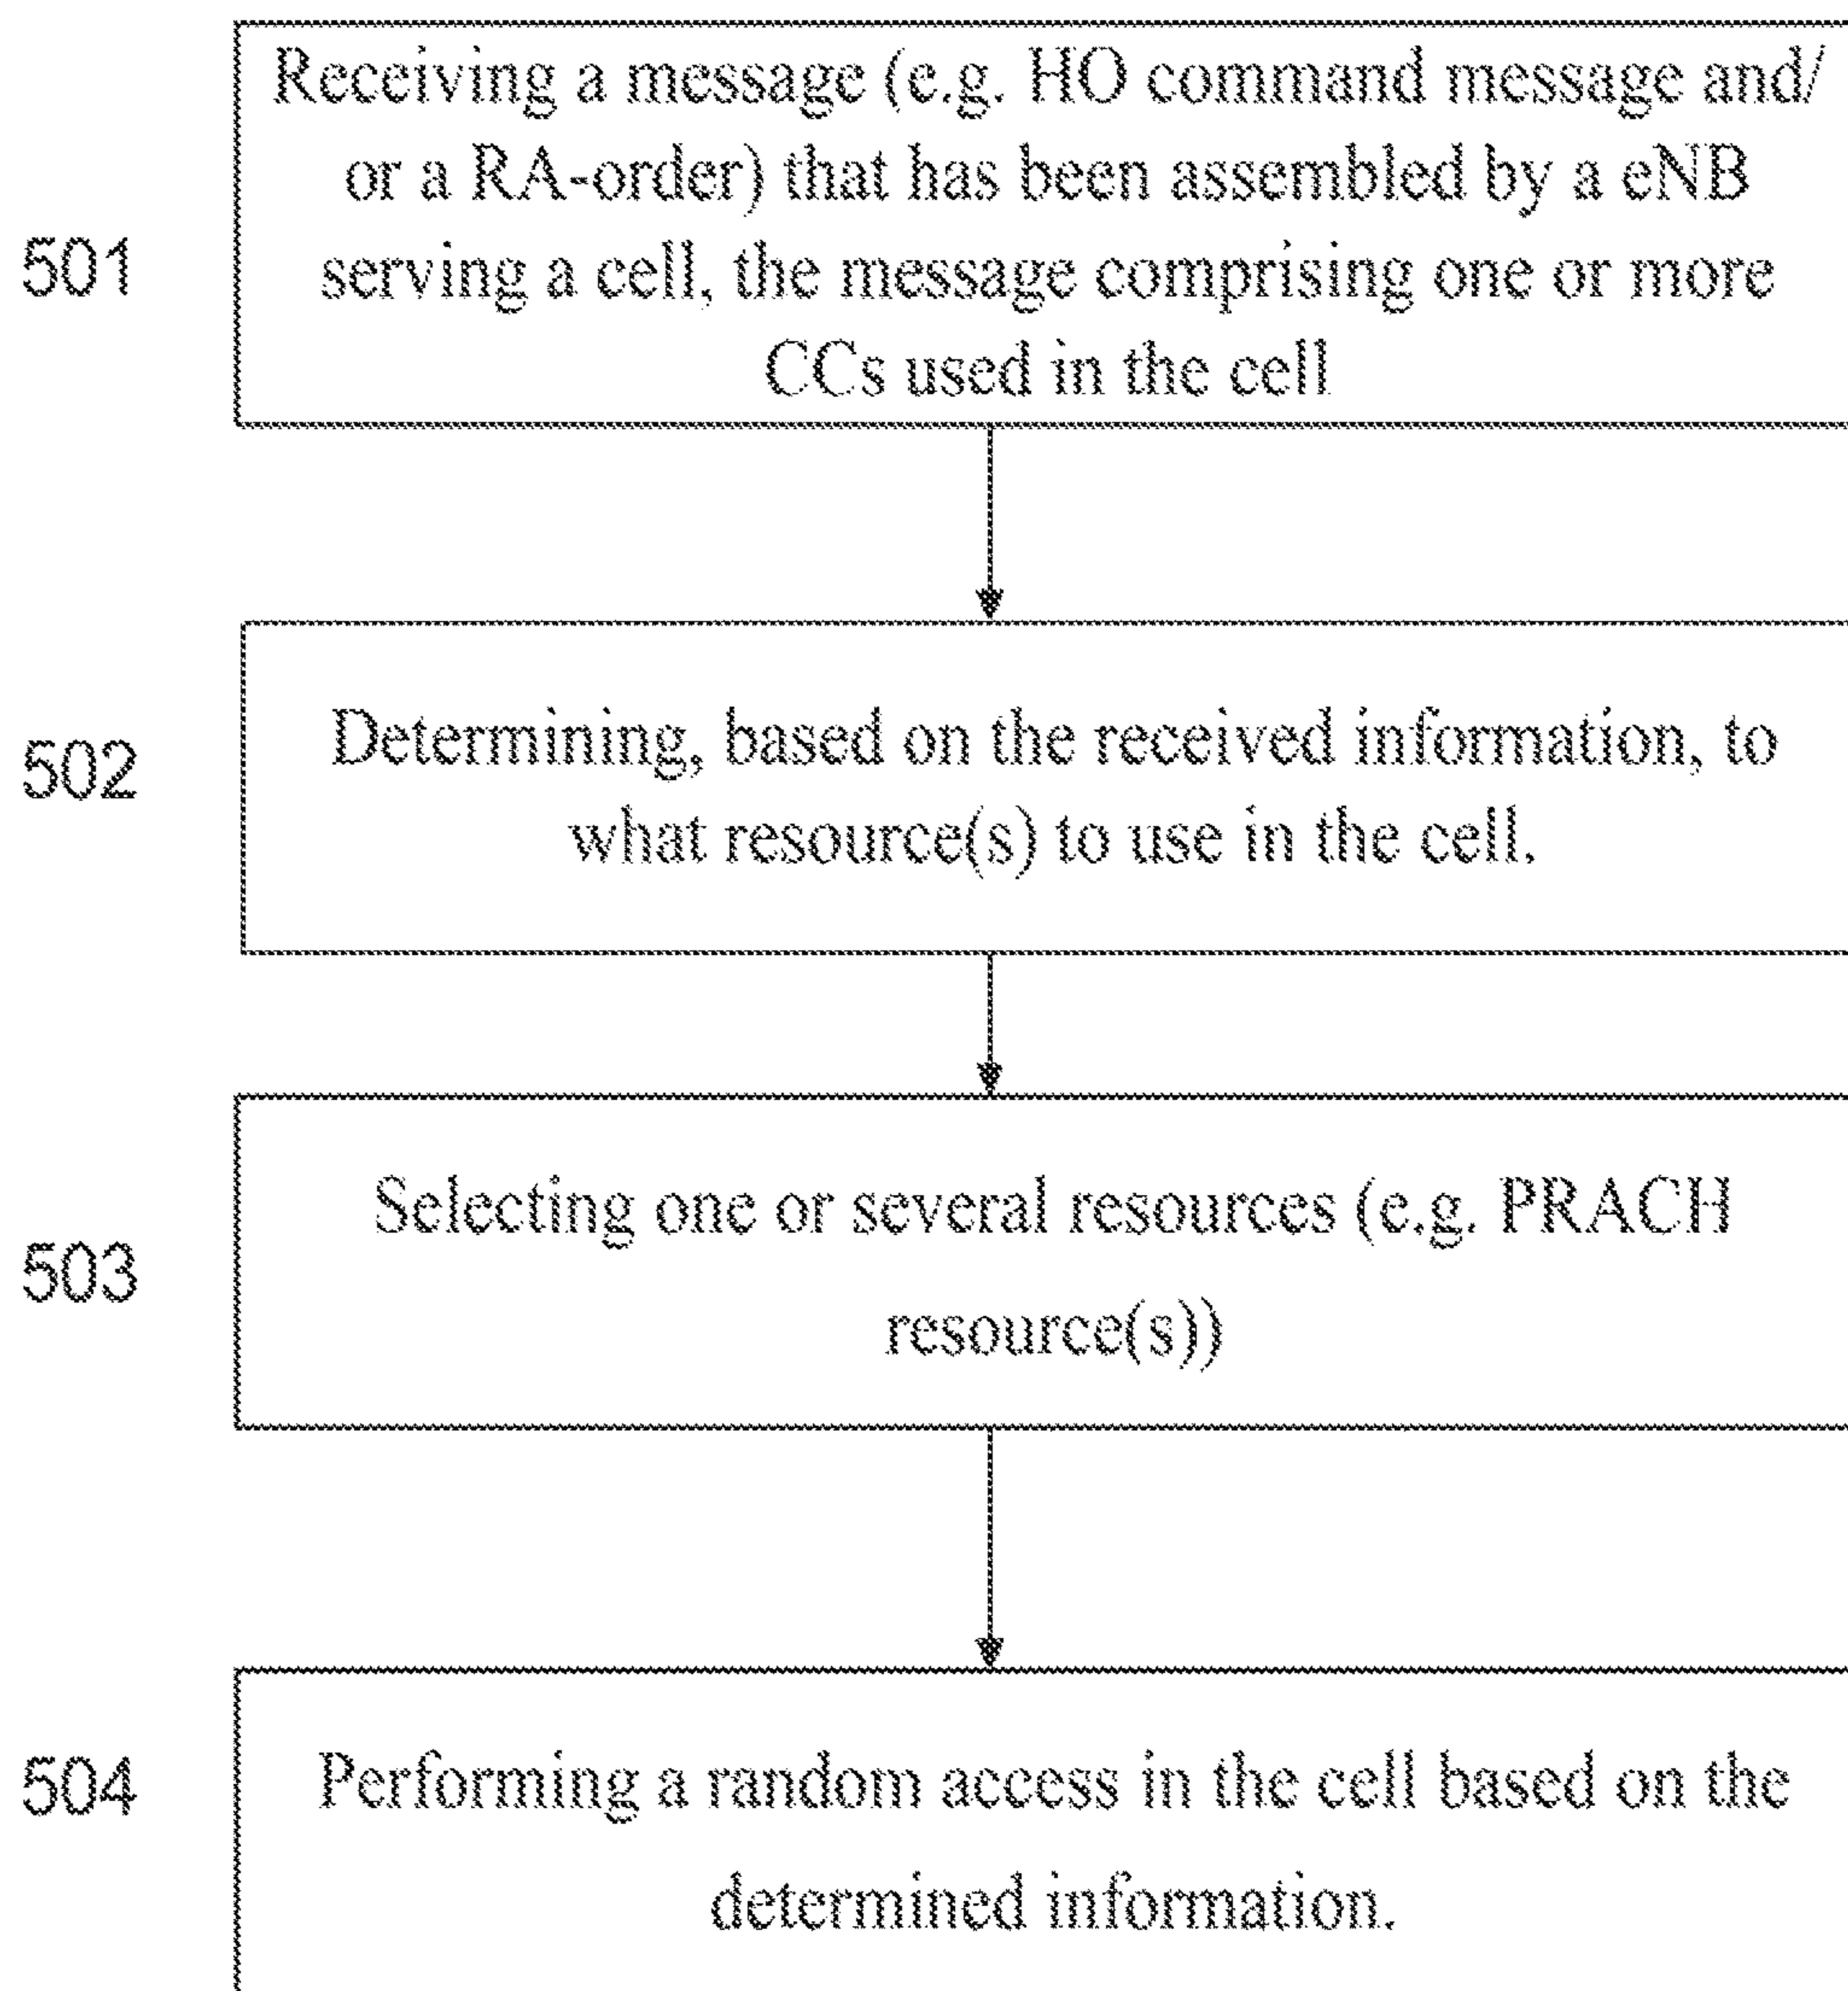 Receiving a message (e.g. HO command message and/
or a RA-order) that has been assembled by a eNB
501
serving a cell, the message comprising one or more
CCs used in the cell
Determining, based on the received information, to
502
what resource(s) to use in the cell.
Selecting one or several resources (e.g. PRACH
503
resource(s))
504
Performing a random access in the cell based on the
determined information.